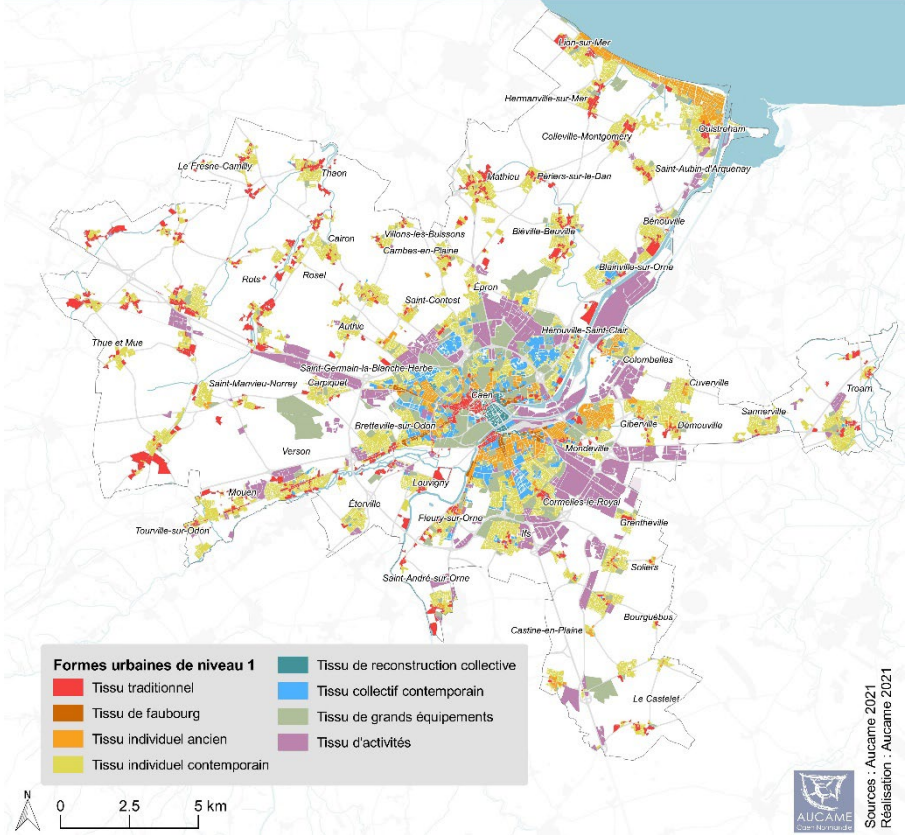 Lion-sur-Mer
Hermanville-sur-Mer
Colleville-Montgomery
Ouistreham
Saint-Aubin-d'Arquenay
Le Fresne-Camilly
Thaon
Mathieu
Périers-sur-le-Dan
Bénouville
Villons-les-Buissons
Biéville-Beuville
Cairon
Cambes-en-Plaine
Blainville-sur-Orne
Rots
Rosel
Épron
Saint-Contest
Authie
Hérouville-Saint-Clair
Thue et Mue
Saint-Germain-la-Blanche-Herbe
Colombelles
Saint-Manvieu-Norrey
Carpiquet
Cuverville
Troarn
Caen
Sannerville
Bretteville-sur-Odon
Giberville
Démouville
Verson
Mondeville
Louvigny
Mouen
Cormelles-le-Royal
Éterville
Fleury-sur-Orne
Grentheville
Tourville-sur-Odon
Ifs
Soliers
Saint-André-sur-Orne
Bourguébus
Castine-en-Plaine
Le Castelet
Formes urbaines de niveau 1
Tissu traditionnel
Tissu de faubourg
Tissu individuel ancien
Tissu individuel contemporain
Tissu de reconstruction collective
Tissu collectif contemporain
Tissu de grands équipements
Tissu d'activités
N
0 2.5 5 km
AUCAME
Caen Normandie
Sources : Aucame 2021
Réalisation : Aucame 2021